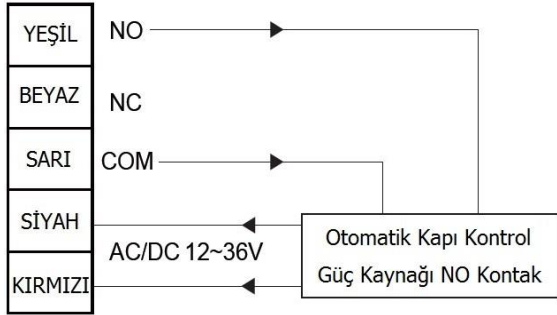 YEŞİL NO
BEYAZ NC
SARI COM
SİYAH
AC/DC 12~36V
KIRMIZI
Otomatik Kapı Kontrol
Güç Kaynağı NO Kontak